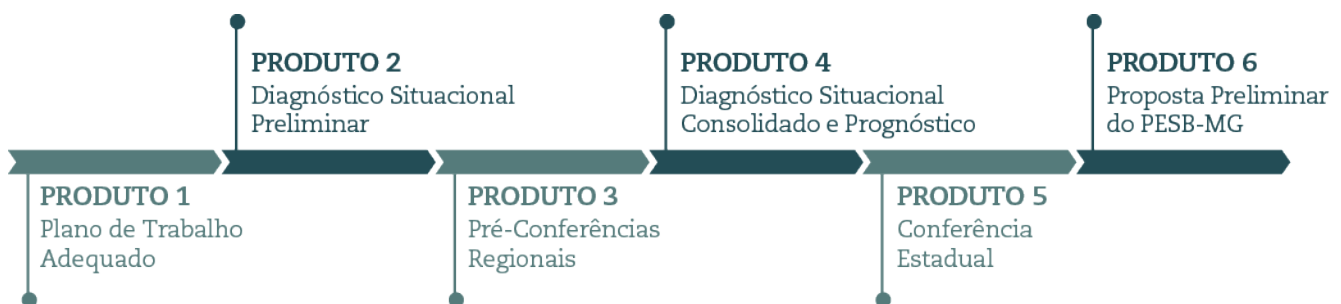 PRODUTO 1
Plano de Trabalho
Adequado
PRODUTO 2
Diagnóstico Situacional
Preliminar
PRODUTO 3
Pré-Conferências
Regionais
PRODUTO 4
Diagnóstico Situacional
Consolidado e Prognóstico
PRODUTO 5
Conferência
Estadual
PRODUTO 6
Proposta Preliminar
do PESB-MG